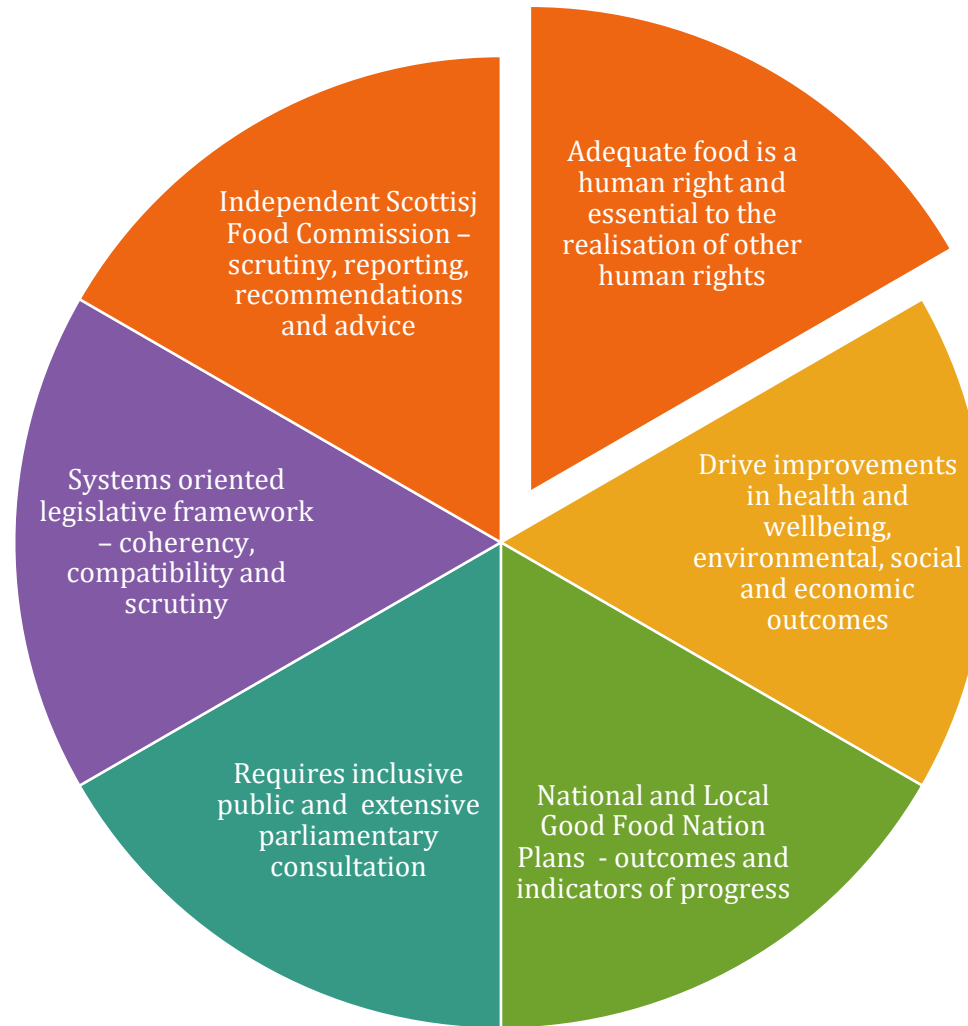 Adequate food is a
human right and
essential to the
realisation of other
human rights
Drive improvements
in health and
wellbeing,
environmental, social
and economic
outcomes
National and Local
Good Food Nation
Plans  - outcomes and
indicators of progress
Requires inclusive
public and  extensive
parliamentary
consultation
Systems oriented
legislative framework
– coherency,
compatibility and
scrutiny
Independent Scottisj
Food Commission –
scrutiny, reporting,
recommendations
and advice